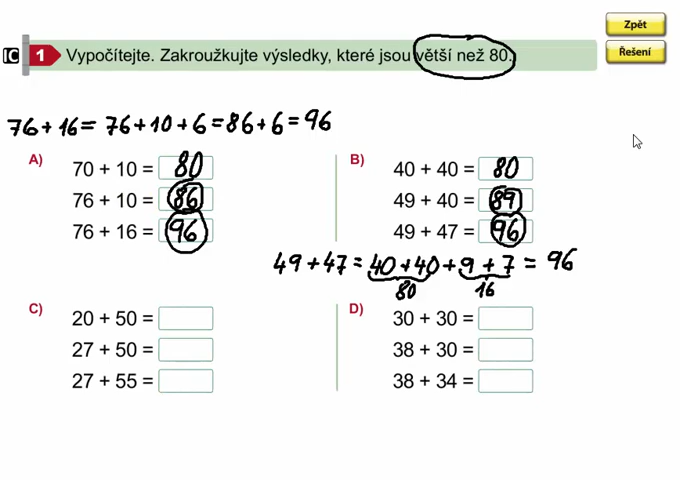 Zpět
Řešení
1 Vypočítejte. Zakroužkujte výsledky, které jsou větší než 80.
76 + 16 = 76 + 10 + 6 = 86 + 6 = 96
A)
70 + 10 = 80
76 + 10 = 86
76 + 16 = 96
B)
40 + 40 = 80
49 + 40 = 89
49 + 47 = 96
49 + 47 = 40 + 40 + 9 + 7 = 96
80 16
C)
20 + 50 =
27 + 50 =
27 + 55 =
D)
30 + 30 =
38 + 30 =
38 + 34 =